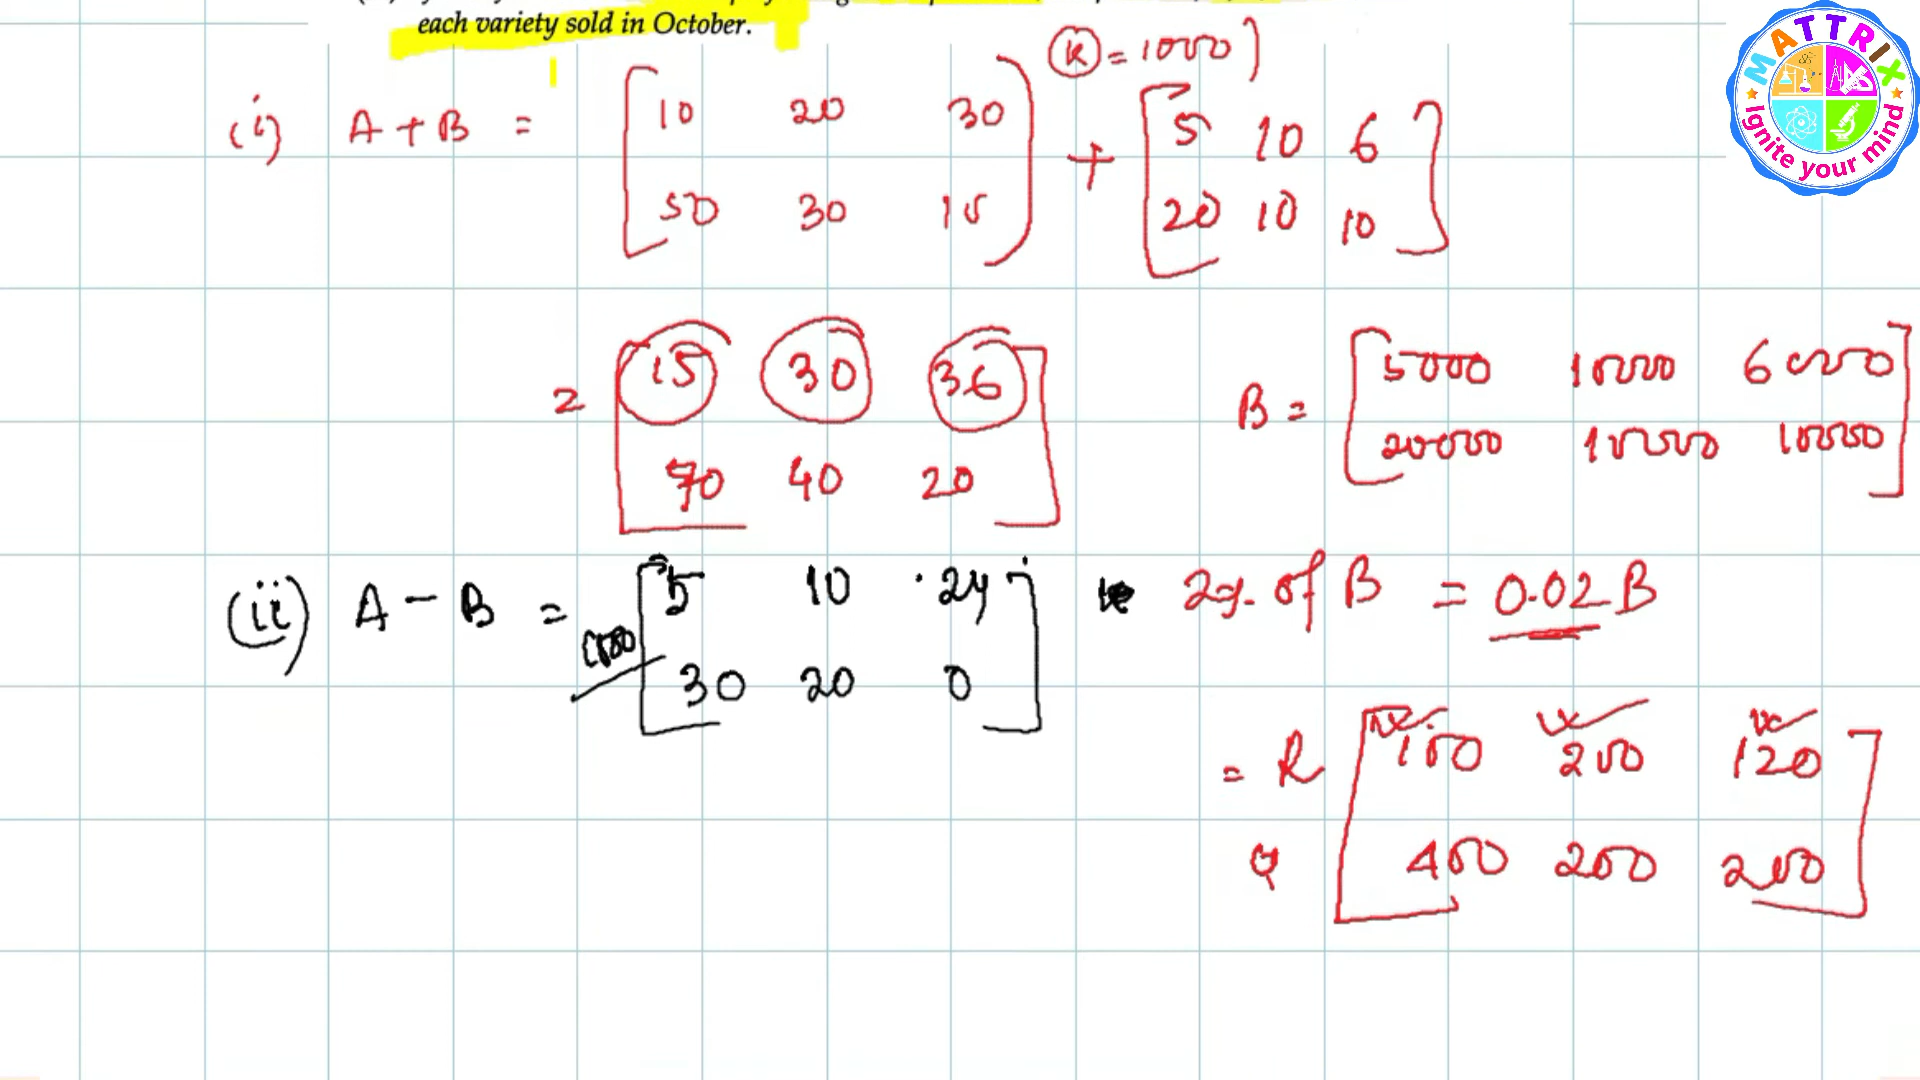 each variety sold in October.
(k) = 1000)
(i) A + B = [10 20 30
50 30 15] + [5 10 6
20 10 10]
= [15 30 36
70 40 20]
B = [5000 10000 6000
20000 10000 10000]
(ii) A - B = [5 10 24
30 20 0]
2% of B = 0.02 B
= R [100 200 120
400 200 200]
MATTRIX
Ignite your mind